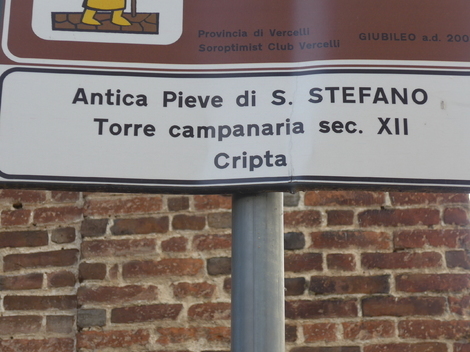 Provincia di Vercelli
Soroptimist Club Vercelli
GIUBILEO a.d. 200
Antica Pieve di S. STEFANO
Torre campanaria sec. XII
Cripta